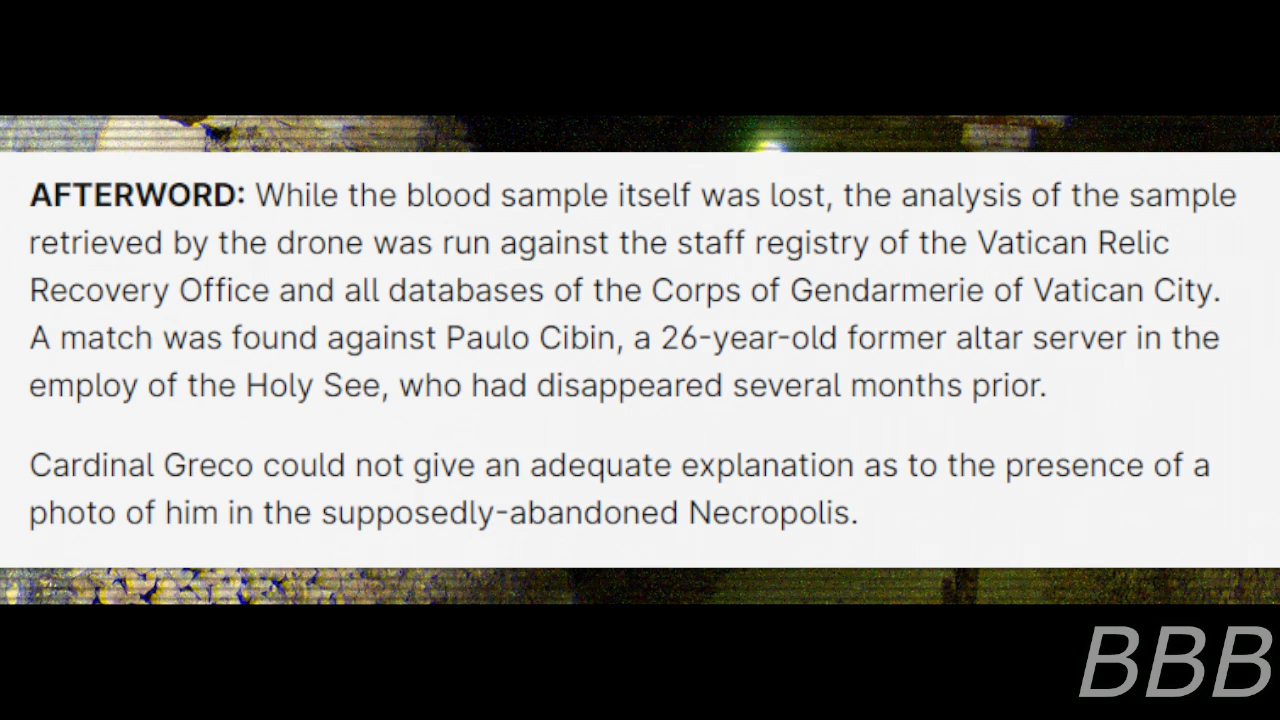 AFTERWORD: While the blood sample itself was lost, the analysis of the sample
retrieved by the drone was run against the staff registry of the Vatican Relic
Recovery Office and all databases of the Corps of Gendarmerie of Vatican City.
A match was found against Paulo Cibin, a 26-year-old former altar server in the
employ of the Holy See, who had disappeared several months prior.
Cardinal Greco could not give an adequate explanation as to the presence of a
photo of him in the supposedly-abandoned Necropolis.
BBB